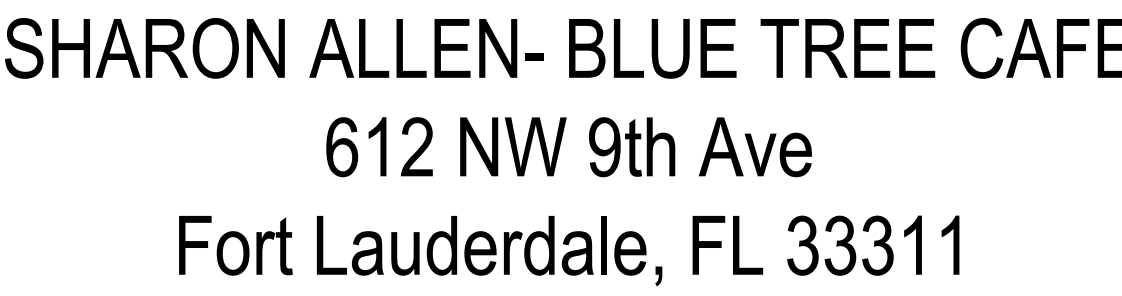 SHARON ALLEN- BLUE TREE CAFE
612 NW 9th Ave
Fort Lauderdale, FL 33311